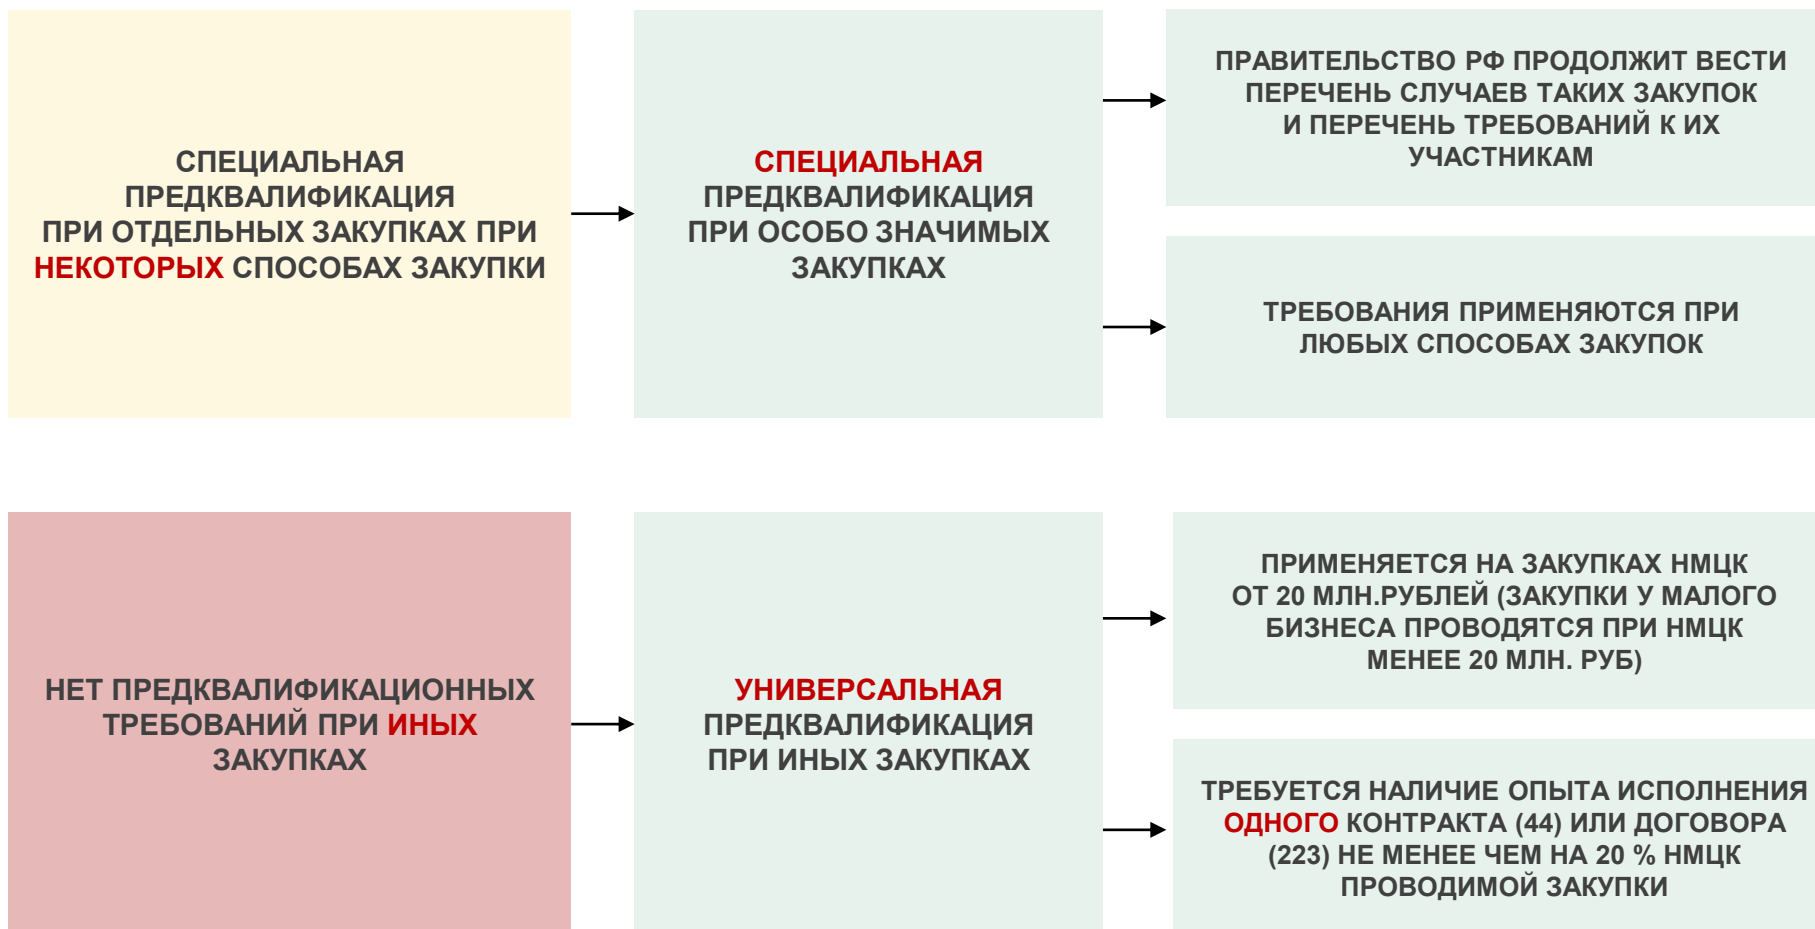 СПЕЦИАЛЬНАЯ
ПРЕДКВАЛИФИКАЦИЯ
ПРИ ОТДЕЛЬНЫХ ЗАКУПКАХ ПРИ
НЕКОТОРЫХ СПОСОБАХ ЗАКУПКИ
СПЕЦИАЛЬНАЯ
ПРЕДКВАЛИФИКАЦИЯ
ПРИ ОСОБО ЗНАЧИМЫХ
ЗАКУПКАХ
ПРАВИТЕЛЬСТВО РФ ПРОДОЛЖИТ ВЕСТИ
ПЕРЕЧЕНЬ СЛУЧАЕВ ТАКИХ ЗАКУПОК
И ПЕРЕЧЕНЬ ТРЕБОВАНИЙ К ИХ
УЧАСТНИКАМ
ТРЕБОВАНИЯ ПРИМЕНЯЮТСЯ ПРИ
ЛЮБЫХ СПОСОБАХ ЗАКУПОК
НЕТ ПРЕДКВАЛИФИКАЦИОННЫХ
ТРЕБОВАНИЙ ПРИ ИНЫХ
ЗАКУПКАХ
УНИВЕРСАЛЬНАЯ
ПРЕДКВАЛИФИКАЦИЯ
ПРИ ИНЫХ ЗАКУПКАХ
ПРИМЕНЯЕТСЯ НА ЗАКУПКАХ НМЦК
ОТ 20 МЛН.РУБЛЕЙ (ЗАКУПКИ У МАЛОГО
БИЗНЕСА ПРОВОДЯТСЯ ПРИ НМЦК
МЕНЕЕ 20 МЛН. РУБ)
ТРЕБУЕТСЯ НАЛИЧИЕ ОПЫТА ИСПОЛНЕНИЯ
ОДНОГО КОНТРАКТА (44) ИЛИ ДОГОВОРА
(223) НЕ МЕНЕЕ ЧЕМ НА 20 % НМЦК
ПРОВОДИМОЙ ЗАКУПКИ